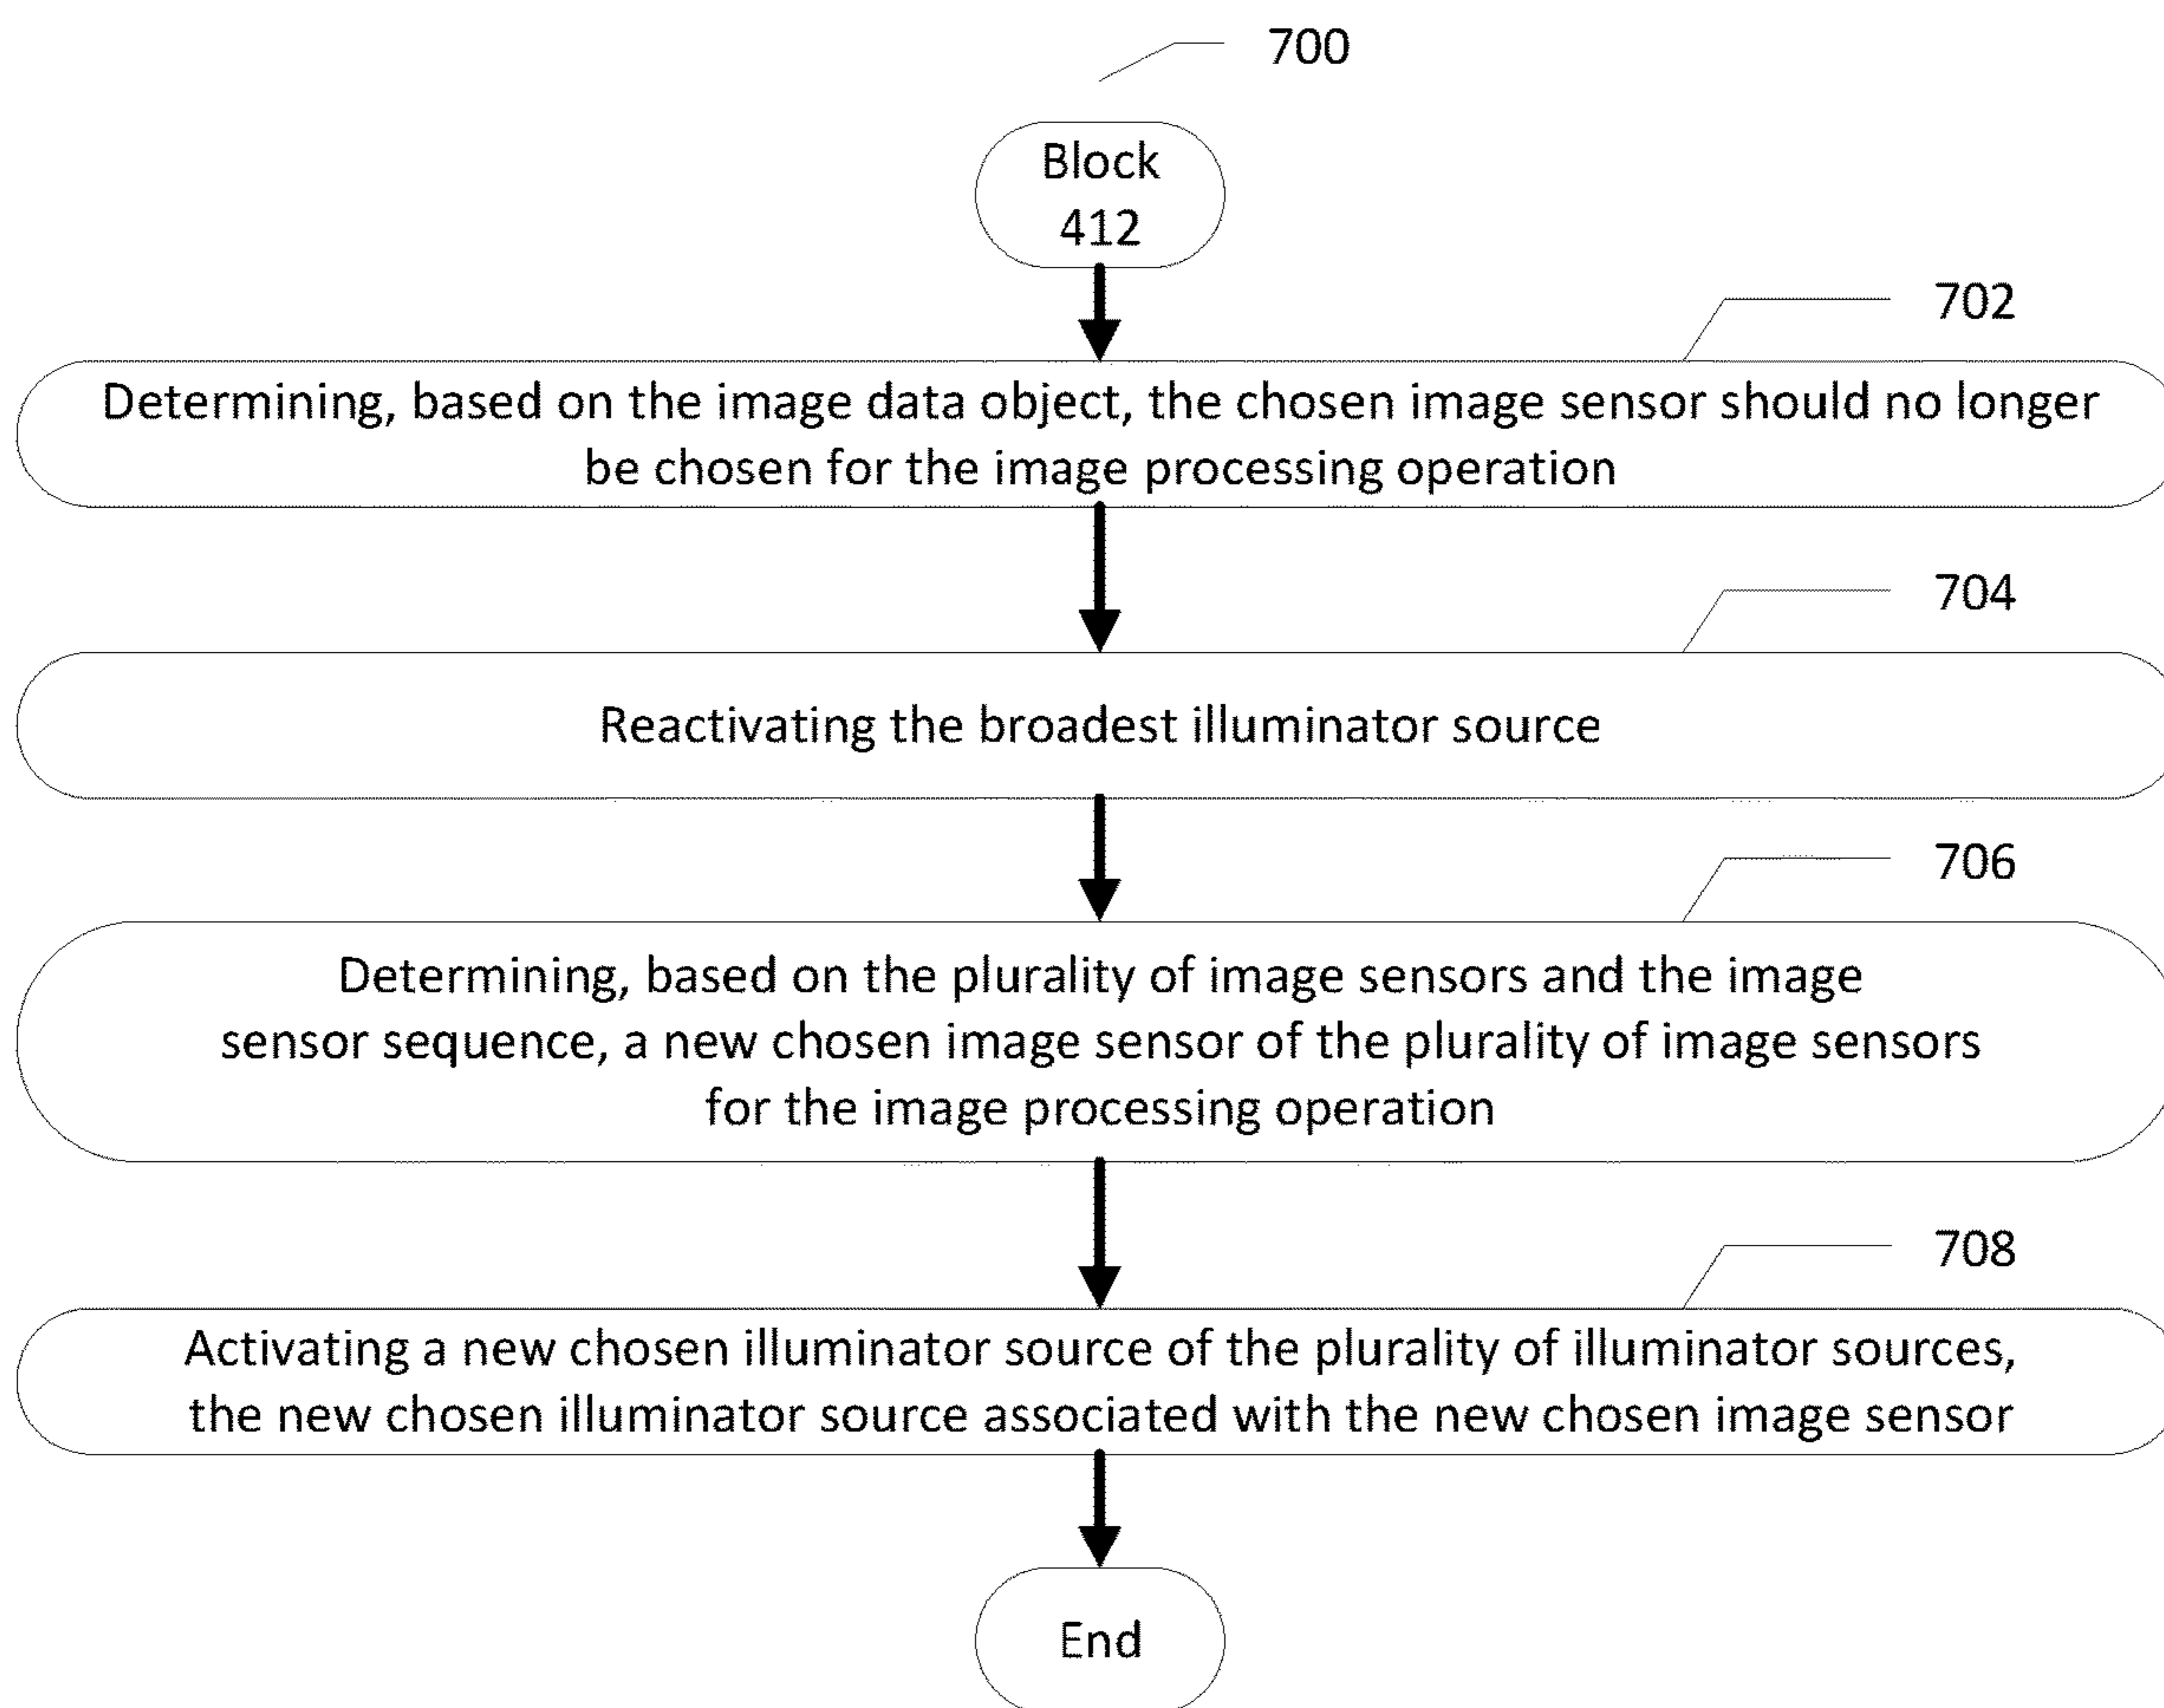 700
Block
412
702
Determining, based on the image data object, the chosen image sensor should no longer
be chosen for the image processing operation
704
Reactivating the broadest illuminator source
706
Determining, based on the plurality of image sensors and the image
sensor sequence, a new chosen image sensor of the plurality of image sensors
for the image processing operation
708
Activating a new chosen illuminator source of the plurality of illuminator sources,
the new chosen illuminator source associated with the new chosen image sensor
End